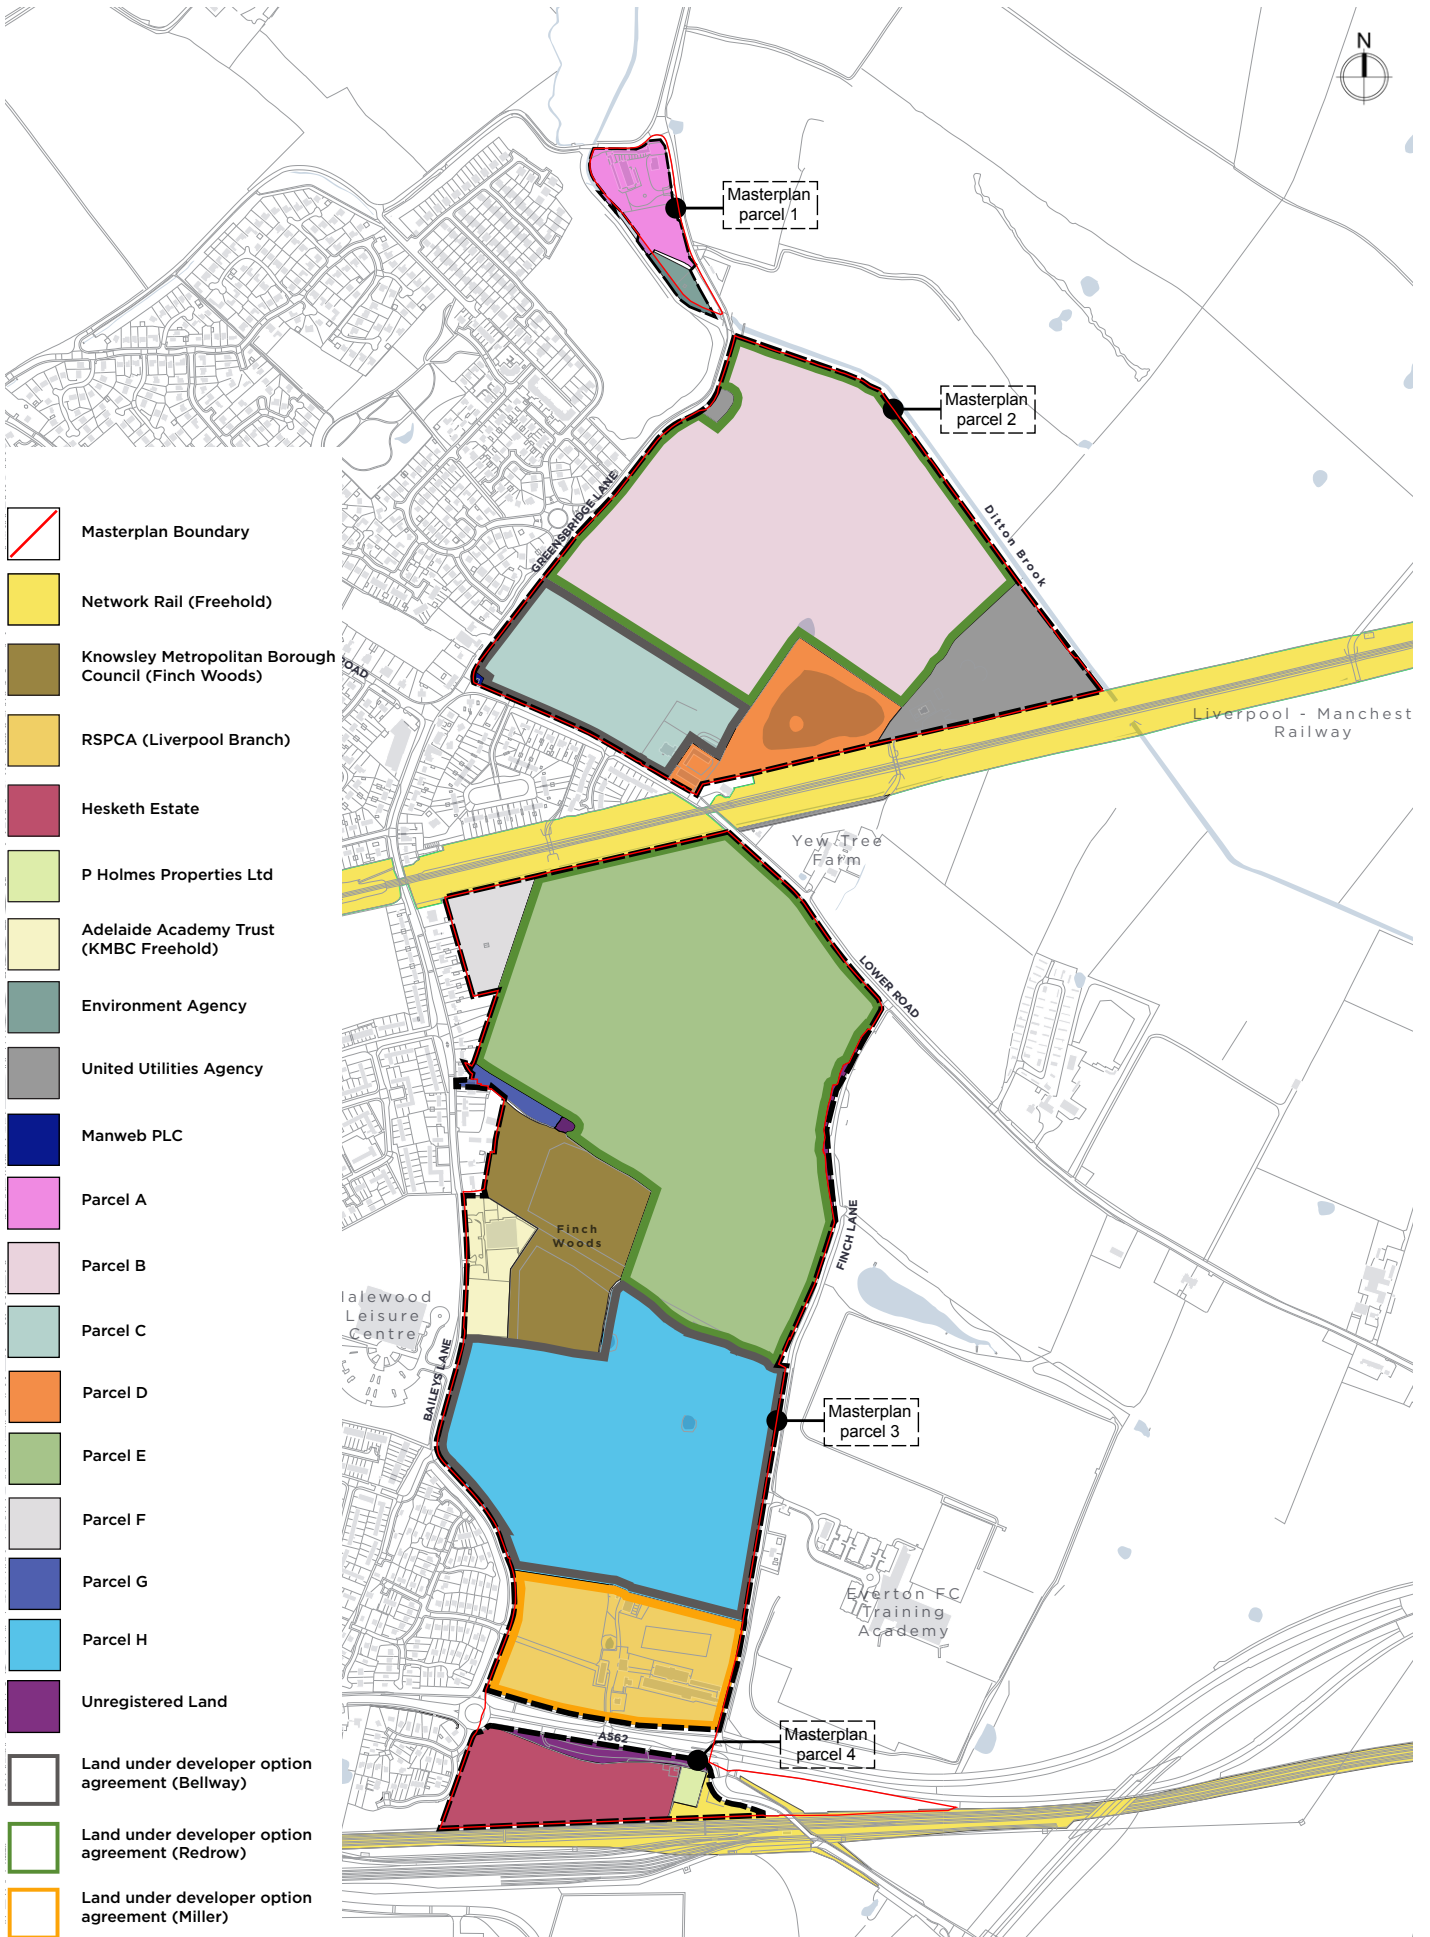 N
Masterplan
parcel 1
Masterplan
parcel 2
GREENSBRIDGE LANE
Ditton Brook
Masterplan Boundary
Network Rail (Freehold)
Knowsley Metropolitan Borough
Council (Finch Woods)
OAD
RSPCA (Liverpool Branch)
Liverpool - Manchest
Railway
Hesketh Estate
Yew Tree
Farm
P Holmes Properties Ltd
Adelaide Academy Trust
(KMBC Freehold)
LOWER ROAD
Environment Agency
United Utilities Agency
Manweb PLC
Parcel A
Finch
Woods
FINCH LANE
Parcel B
alewood
Leisure
Centre
Parcel C
BAILEYS LANE
Parcel D
Masterplan
parcel 3
Parcel E
Parcel F
Parcel G
Everton FC
Training
Academy
Parcel H
Unregistered Land
A562
Masterplan
parcel 4
Land under developer option
agreement (Bellway)
Land under developer option
agreement (Redrow)
Land under developer option
agreement (Miller)